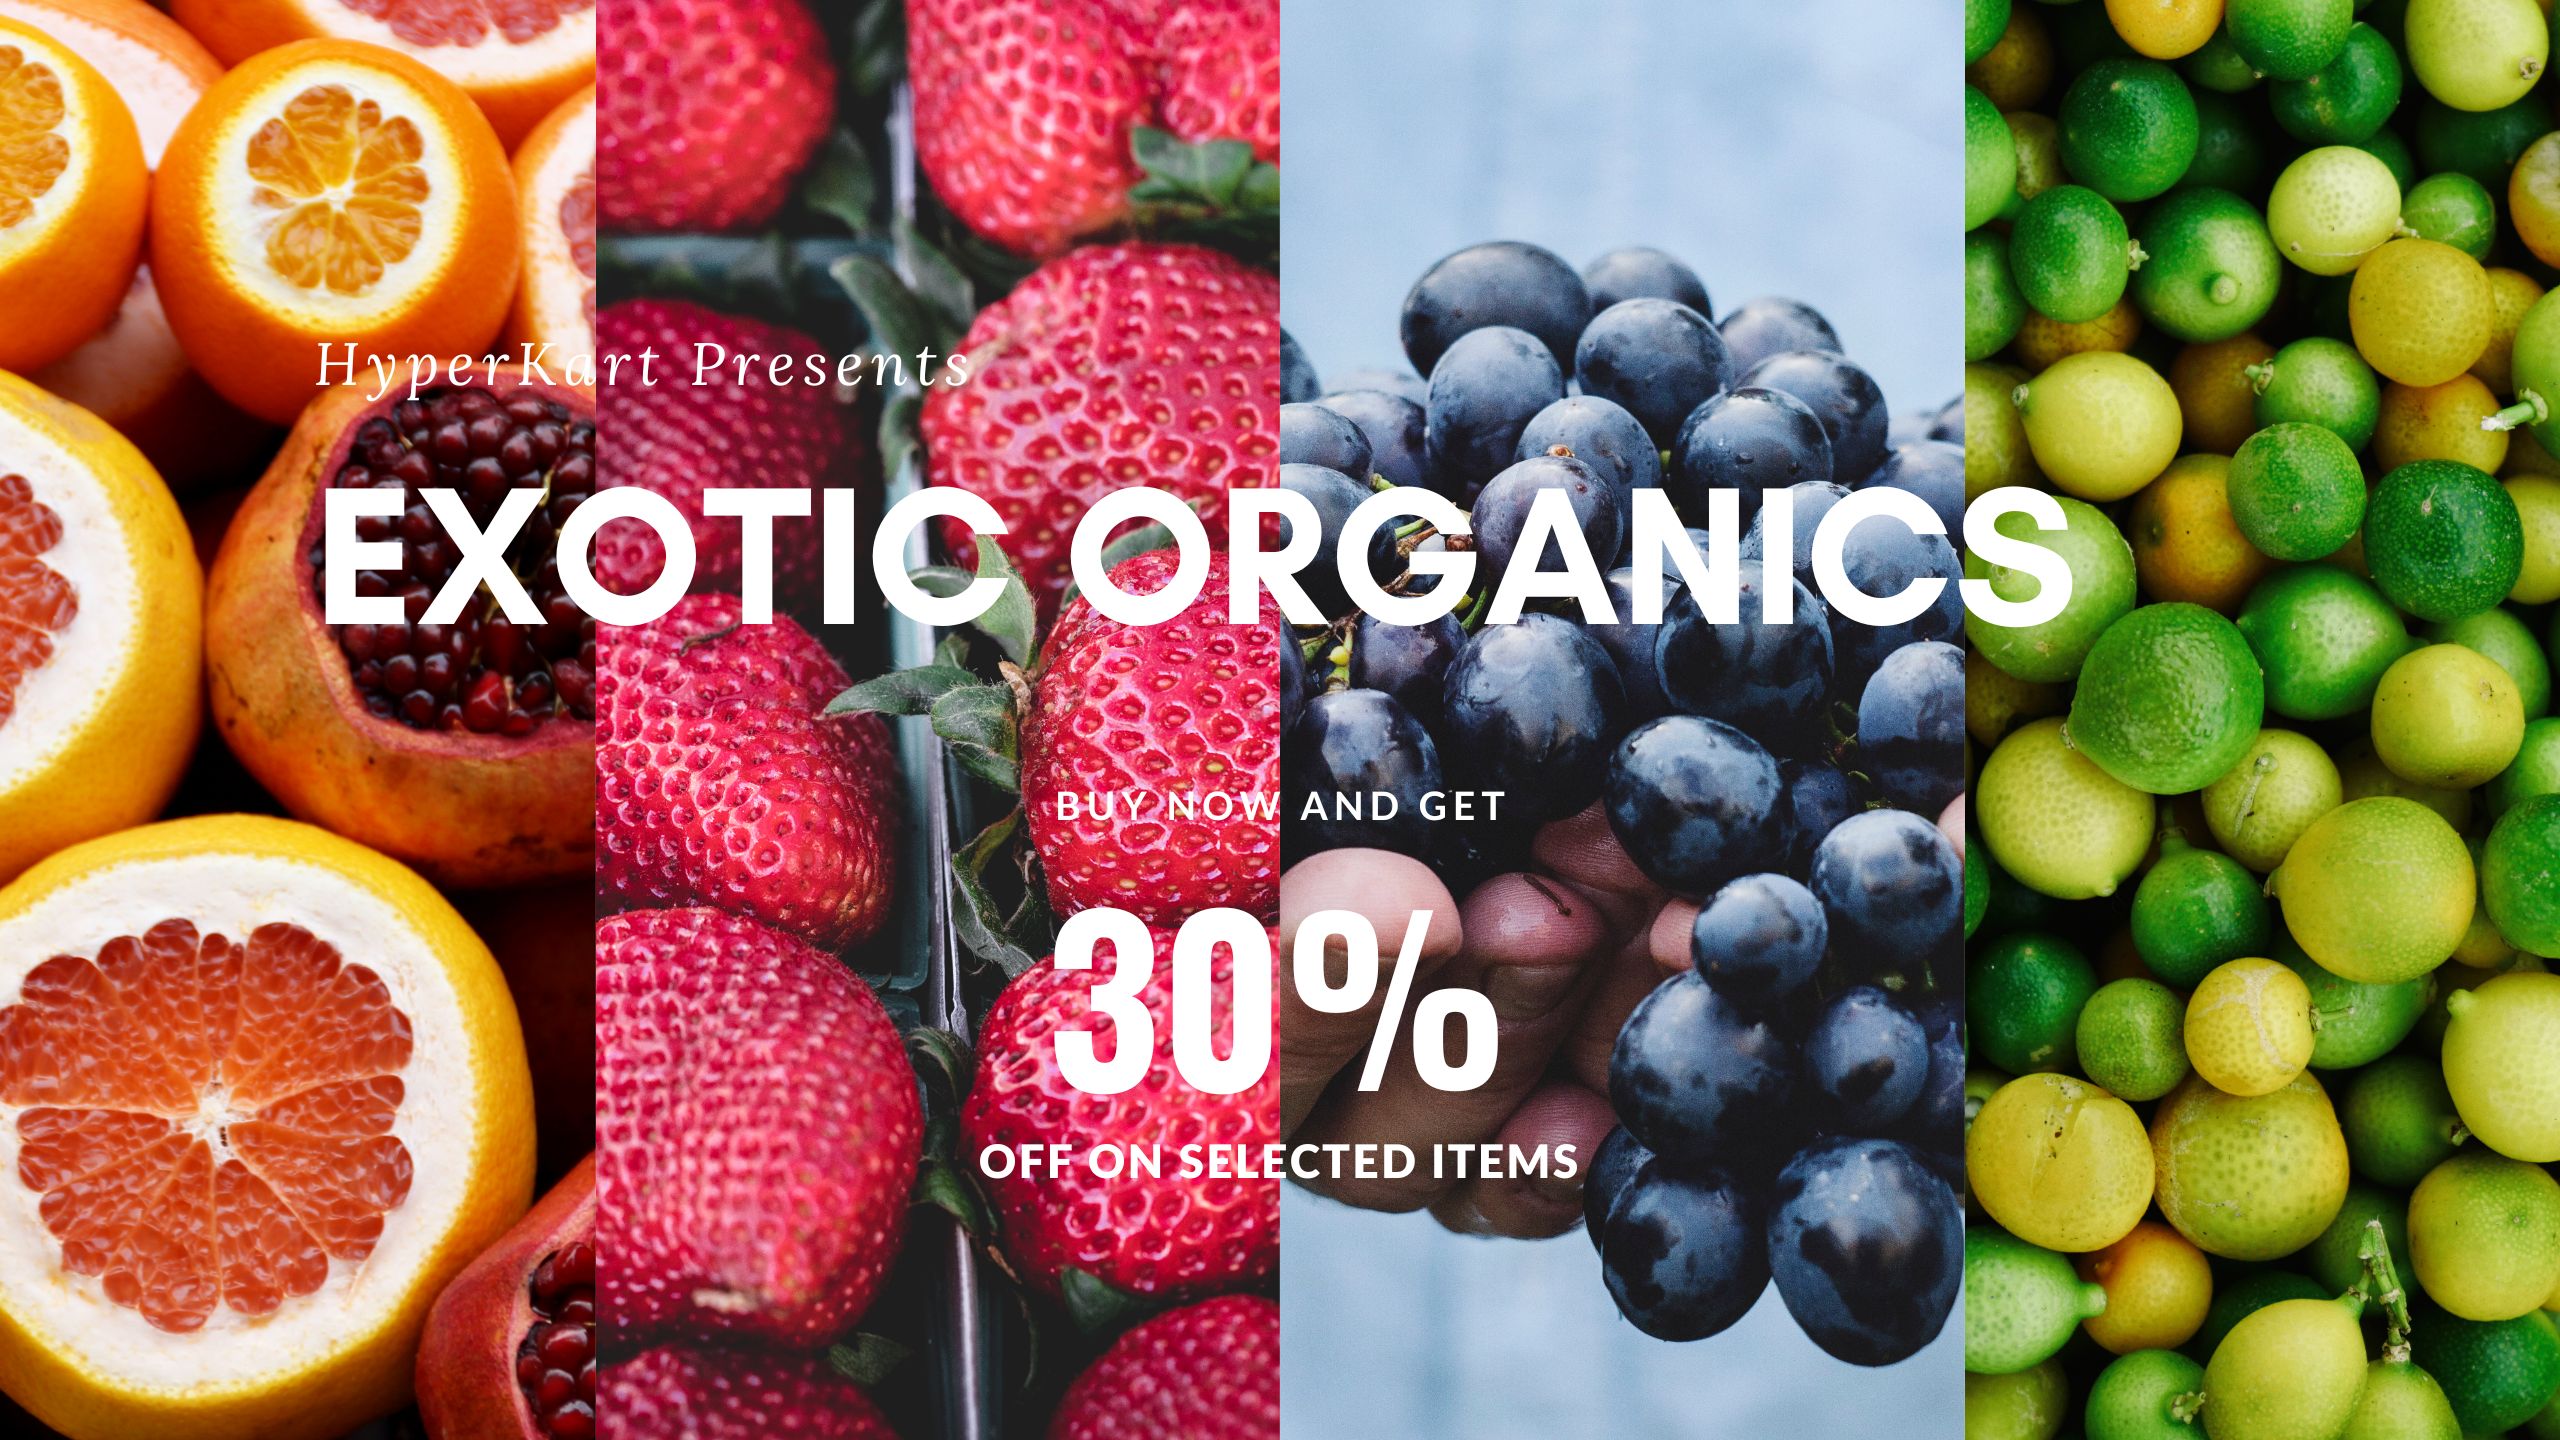 HyperKart Presents
EXOTIC ORGANICS
BUY NOW AND GET
30%
OFF ON SELECTED ITEMS